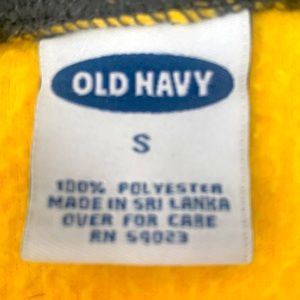 OLD NAVY
S
100% POLYESTER
MADE IN SRI LANKA
OVER FOR CARE
RN 54023